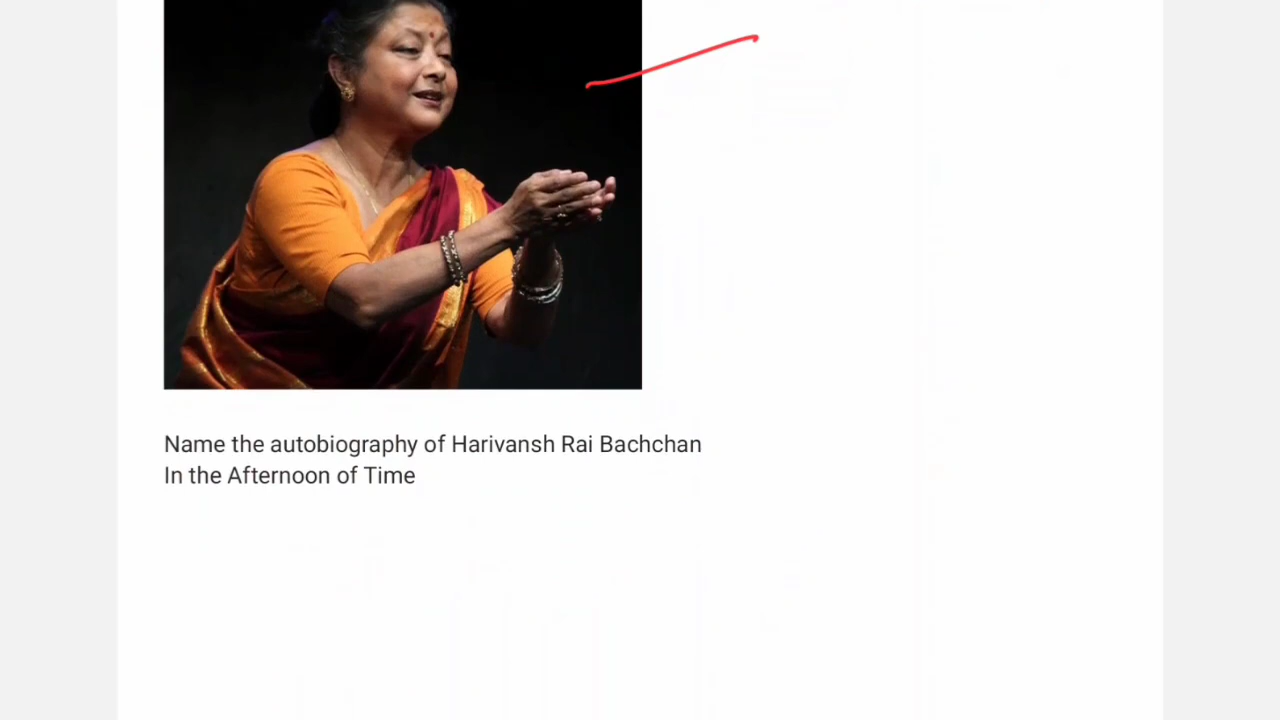 Name the autobiography of Harivansh Rai Bachchan
In the Afternoon of Time